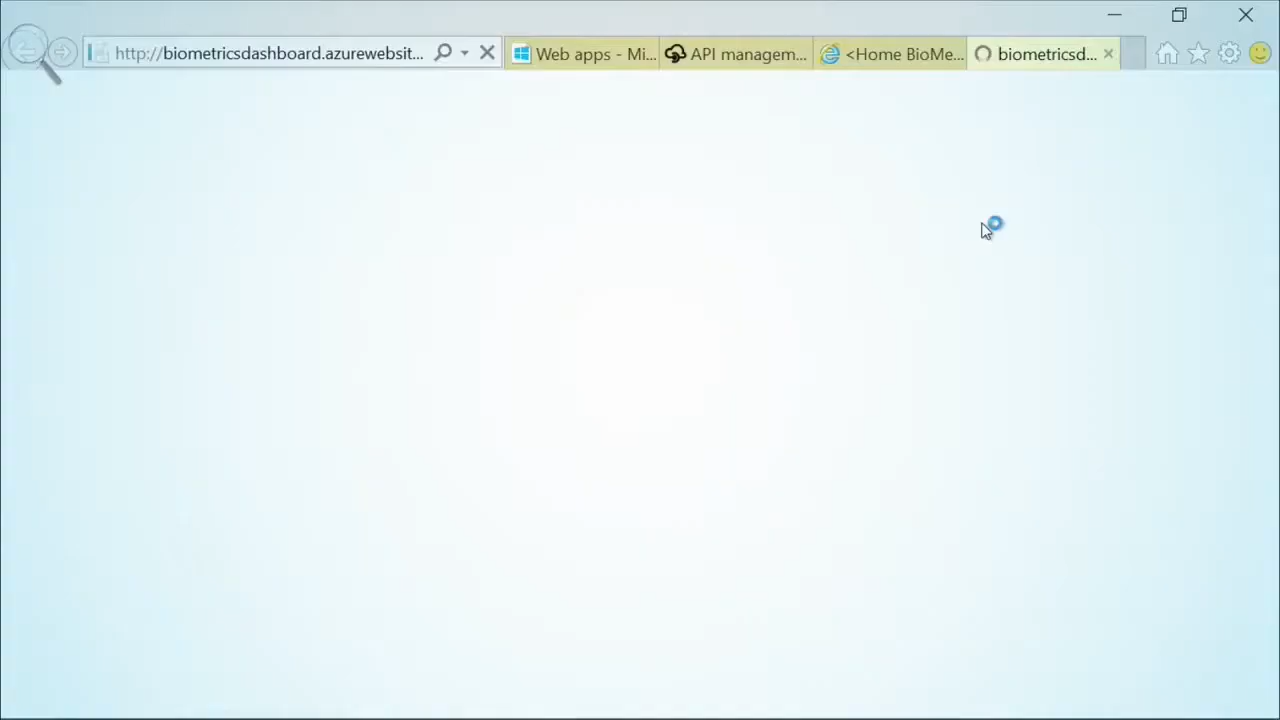 http://biometricsdashboard.azurewebsit...
Web apps - Mi...
API managem...
<Home BioMe...
biometricsd...